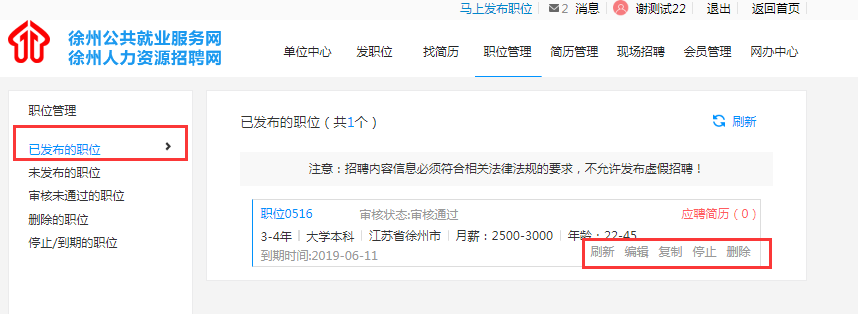 马上发布职位 2 消息 谢测试22 退出 返回首页
徐州公共就业服务网
徐州人力资源招聘网
单位中心 发职位 找简历 职位管理 简历管理 现场招聘 会员管理 网办中心
职位管理
已发布的职位
未发布的职位
审核未通过的职位
删除的职位
停止/到期的职位
已发布的职位（共1个） 刷新
注意：招聘内容信息必须符合相关法律法规的要求，不允许发布虚假招聘！
职位0516 审核状态:审核通过 应聘简历（0）
3-4年 大学本科 江苏省徐州市 月薪：2500-3000 年龄：22-45
到期时间:2019-06-11 刷新 编辑 复制 停止 删除